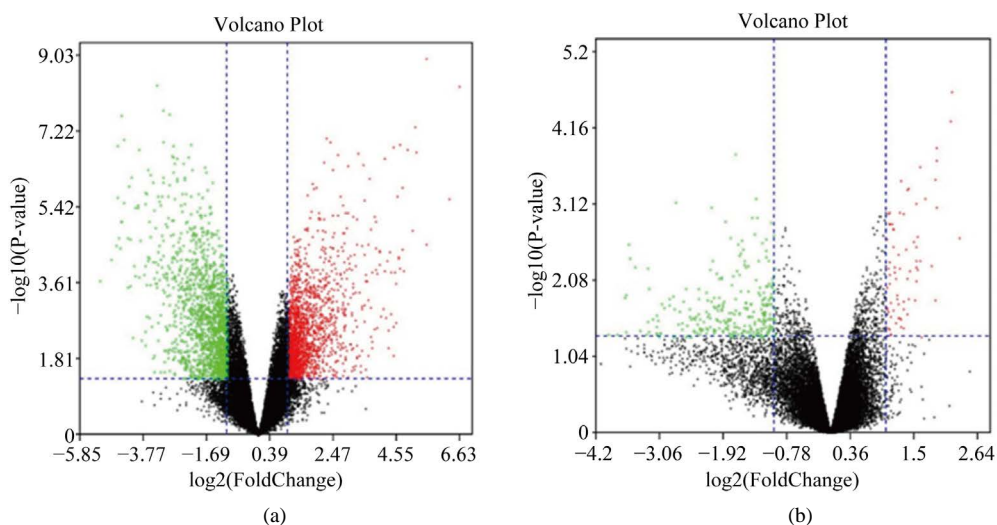 Volcano Plot
9.03
7.22
5.42
3.61
1.81
0
−log10(P-value)
−5.85 −3.77 −1.69 0.39 2.47 4.55 6.63
log2(FoldChange)
(a)
Volcano Plot
5.2
4.16
3.12
2.08
1.04
0
−log10(P-value)
−4.2 −3.06 −1.92 −0.78 0.36 1.5 2.64
log2(FoldChange)
(b)